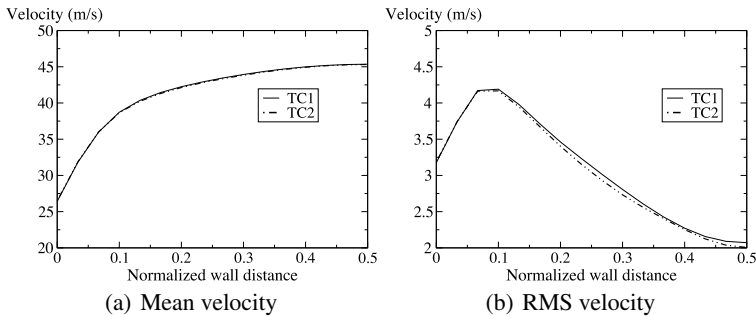 Velocity (m/s)
50
45
40
35
30
25
20
0
0.1
0.2
0.3
0.4
0.5
Normalized wall distance
TC1
TC2
(a) Mean velocity
Velocity (m/s)
5
4.5
4
3.5
3
2.5
2
0
0.1
0.2
0.3
0.4
0.5
Normalized wall distance
TC1
TC2
(b) RMS velocity